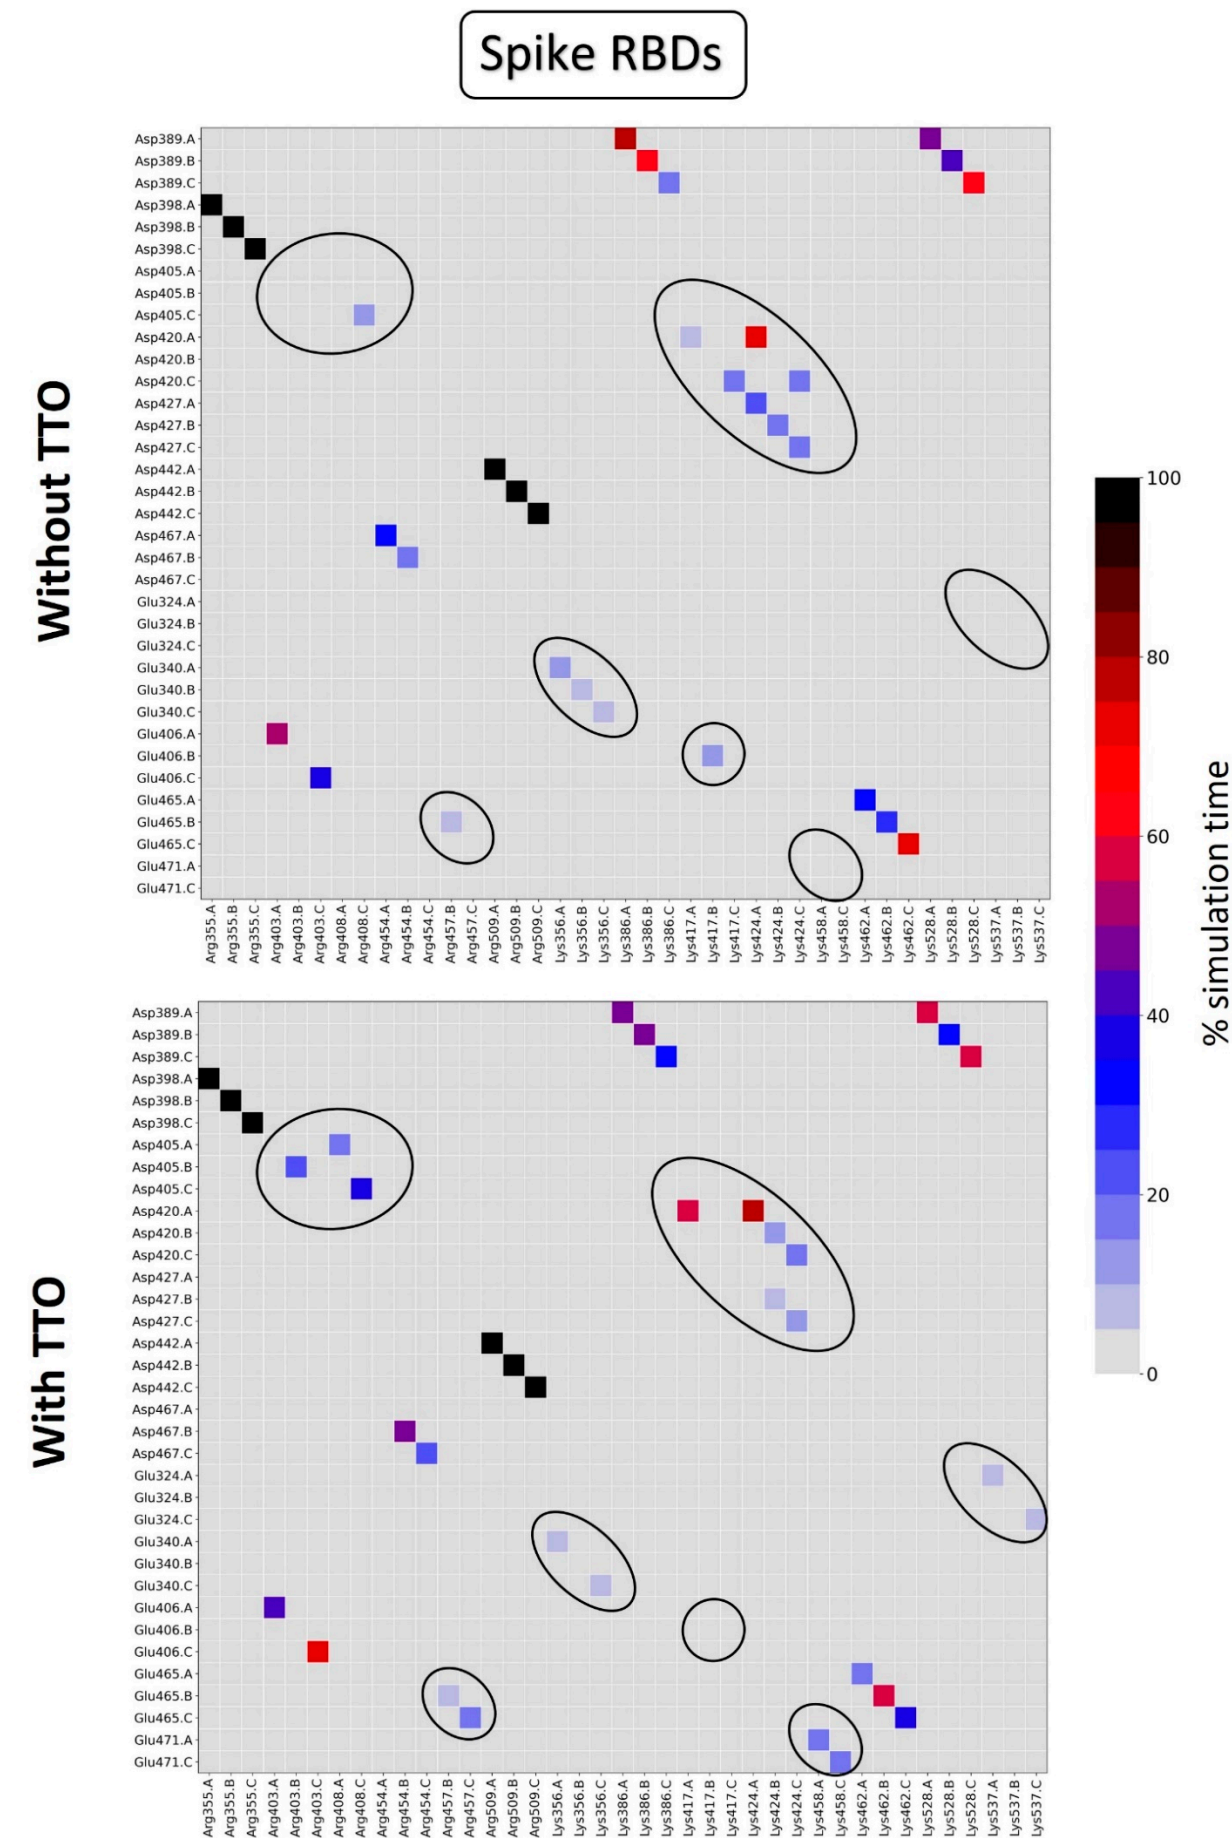 Spike RBDs
Without TTO
Asp389.A
Asp389.B
Asp389.C
Asp398.A
Asp398.B
Asp398.C
Asp405.A
Asp405.B
Asp405.C
Asp420.A
Asp420.B
Asp420.C
Asp427.A
Asp427.B
Asp427.C
Asp442.A
Asp442.B
Asp442.C
Asp467.A
Asp467.B
Asp467.C
Glu324.A
Glu324.B
Glu324.C
Glu340.A
Glu340.B
Glu340.C
Glu406.A
Glu406.B
Glu406.C
Glu465.A
Glu465.B
Glu465.C
Glu471.A
Glu471.C
Arg355.A
Arg355.B
Arg355.C
Arg403.A
Arg403.B
Arg403.C
Arg408.A
Arg408.C
Arg454.A
Arg454.B
Arg454.C
Arg457.B
Arg457.C
Arg509.A
Arg509.B
Arg509.C
Lys356.A
Lys356.B
Lys356.C
Lys386.A
Lys386.B
Lys386.C
Lys417.A
Lys417.B
Lys417.C
Lys424.A
Lys424.B
Lys424.C
Lys458.A
Lys458.C
Lys462.A
Lys462.B
Lys462.C
Lys528.A
Lys528.B
Lys528.C
Lys537.A
Lys537.B
Lys537.C
With TTO
Asp389.A
Asp389.B
Asp389.C
Asp398.A
Asp398.B
Asp398.C
Asp405.A
Asp405.B
Asp405.C
Asp420.A
Asp420.B
Asp420.C
Asp427.A
Asp427.B
Asp427.C
Asp442.A
Asp442.B
Asp442.C
Asp467.A
Asp467.B
Asp467.C
Glu324.A
Glu324.B
Glu324.C
Glu340.A
Glu340.B
Glu340.C
Glu406.A
Glu406.B
Glu406.C
Glu465.A
Glu465.B
Glu465.C
Glu471.A
Glu471.C
Arg355.A
Arg355.B
Arg355.C
Arg403.A
Arg403.B
Arg403.C
Arg408.A
Arg408.C
Arg454.A
Arg454.B
Arg454.C
Arg457.B
Arg457.C
Arg509.A
Arg509.B
Arg509.C
Lys356.A
Lys356.B
Lys356.C
Lys386.A
Lys386.B
Lys386.C
Lys417.A
Lys417.B
Lys417.C
Lys424.A
Lys424.B
Lys424.C
Lys458.A
Lys458.C
Lys462.A
Lys462.B
Lys462.C
Lys528.A
Lys528.B
Lys528.C
Lys537.A
Lys537.B
Lys537.C
100
80
60
40
20
0
% simulation time